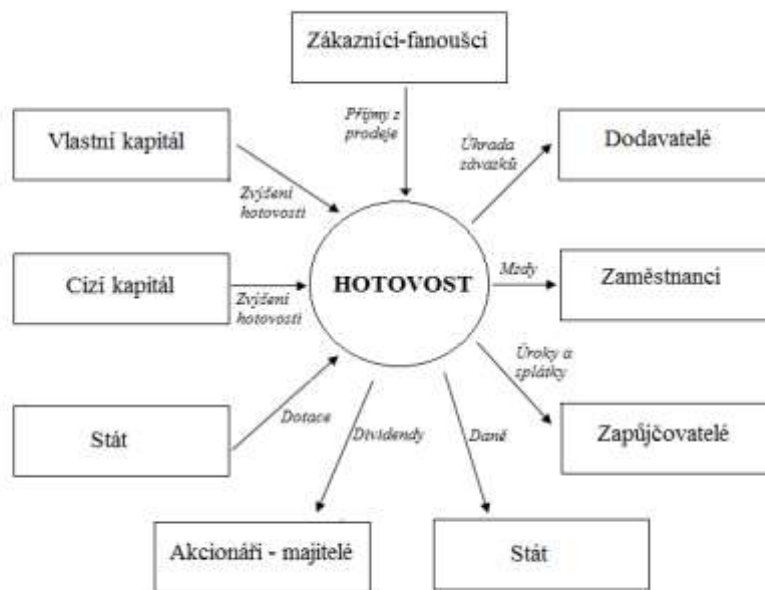 Zákazníci-fanoušci
Příjmy z
prodeje
Vlastní kapitál
Zvýšení
hotovosti
Úhrada
závazků
Dodavatelé
Cizí kapitál
Zvýšení
hotovosti
HOTOVOST
Mzdy
Zaměstnanci
Stát
Dotace
Dividendy
Daně
Úroky a
splátky
Zapůjčovatelé
Akcionáři - majitelé
Stát